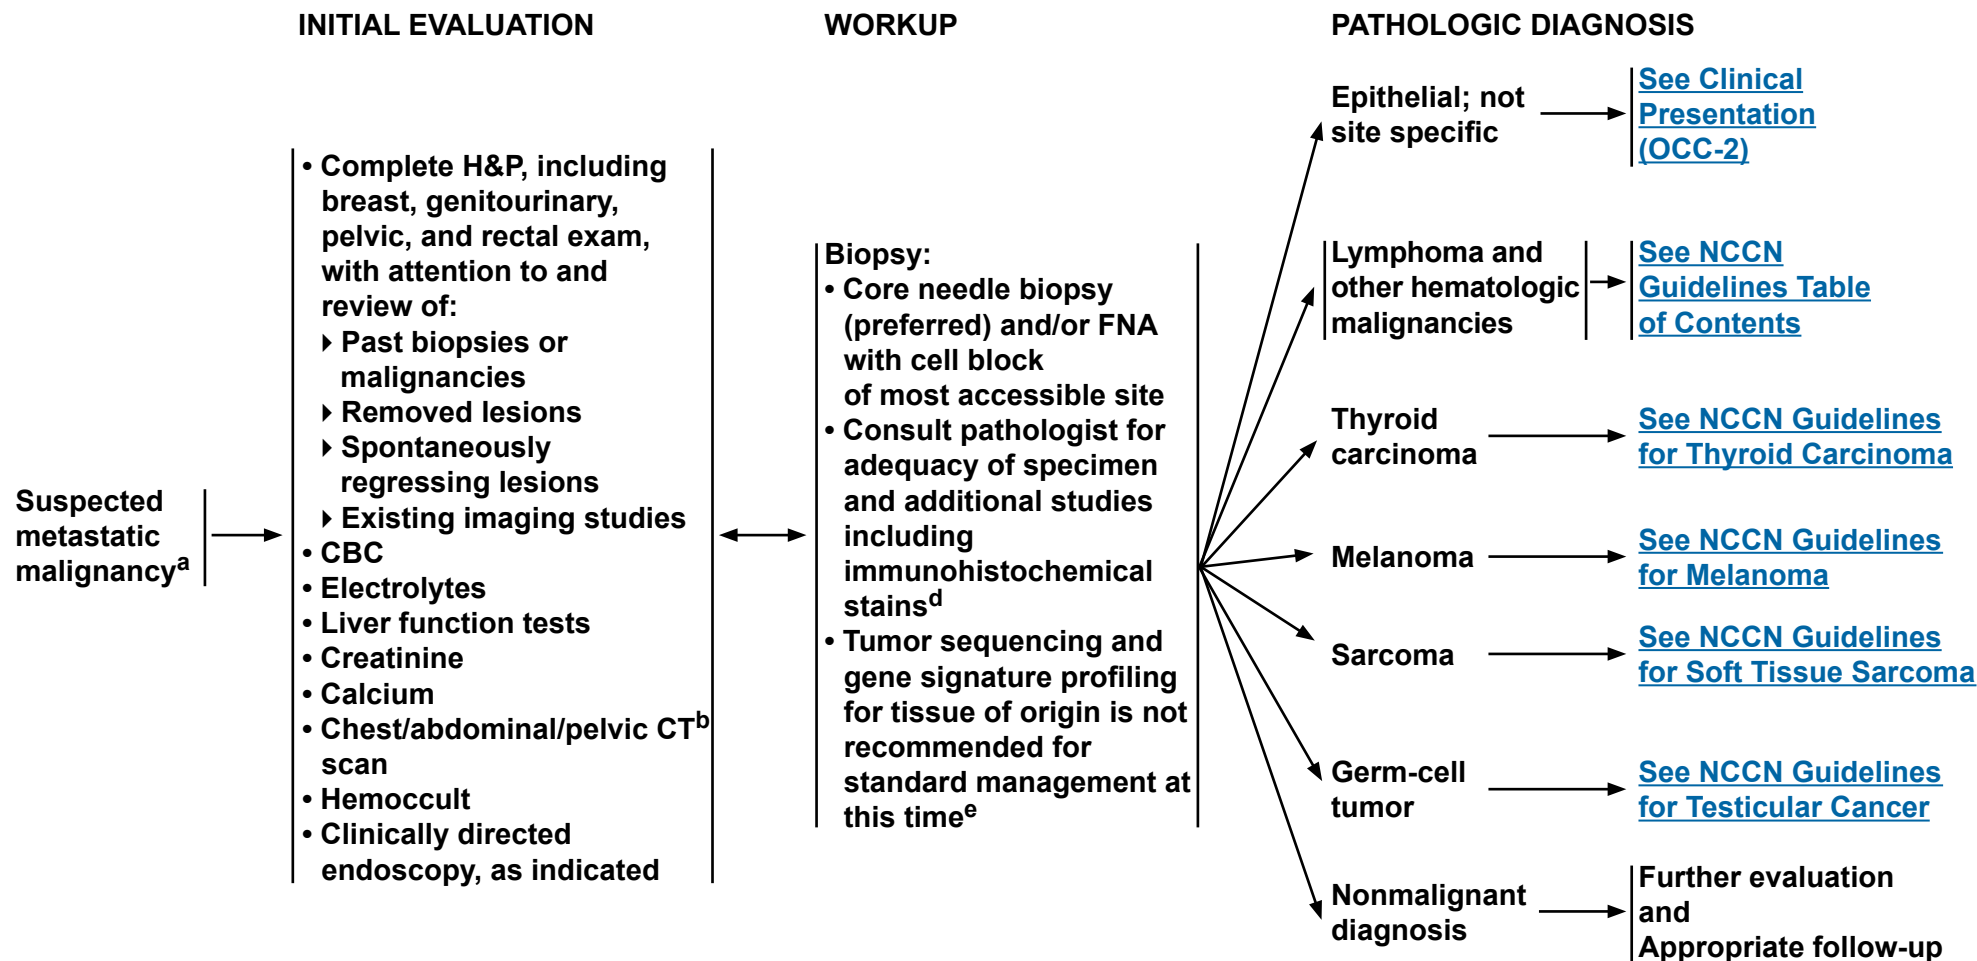 INITIAL EVALUATION
WORKUP
PATHOLOGIC DIAGNOSIS
Suspected
metastatic
malignancyᵃ
• Complete H&P, including
breast, genitourinary,
pelvic, and rectal exam,
with attention to and
review of:
▸ Past biopsies or
malignancies
▸ Removed lesions
▸ Spontaneously
regressing lesions
▸ Existing imaging studies
• CBC
• Electrolytes
• Liver function tests
• Creatinine
• Calcium
• Chest/abdominal/pelvic CTᵇ
scan
• Hemoccult
• Clinically directed
endoscopy, as indicated
Biopsy:
• Core needle biopsy
(preferred) and/or FNA
with cell block
of most accessible site
• Consult pathologist for
adequacy of specimen
and additional studies
including
immunohistochemical
stainsᵈ
• Tumor sequencing and
gene signature profiling
for tissue of origin is not
recommended for
standard management at
this timeᵉ
Epithelial; not
site specific
See Clinical
Presentation
(OCC-2)
Lymphoma and
other hematologic
malignancies
See NCCN
Guidelines Table
of Contents
Thyroid
carcinoma
See NCCN Guidelines
for Thyroid Carcinoma
Melanoma
See NCCN Guidelines
for Melanoma
Sarcoma
See NCCN Guidelines
for Soft Tissue Sarcoma
Germ-cell
tumor
See NCCN Guidelines
for Testicular Cancer
Nonmalignant
diagnosis
Further evaluation
and
Appropriate follow-up